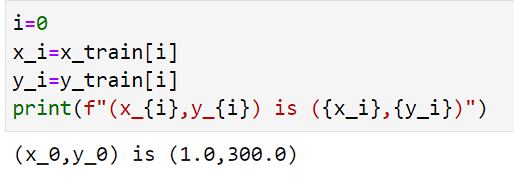 i=0
x_i=x_train[i]
y_i=y_train[i]
print(f"(x_{i},y_{i}) is ({x_i},{y_i})")
(x_0,y_0) is (1.0,300.0)